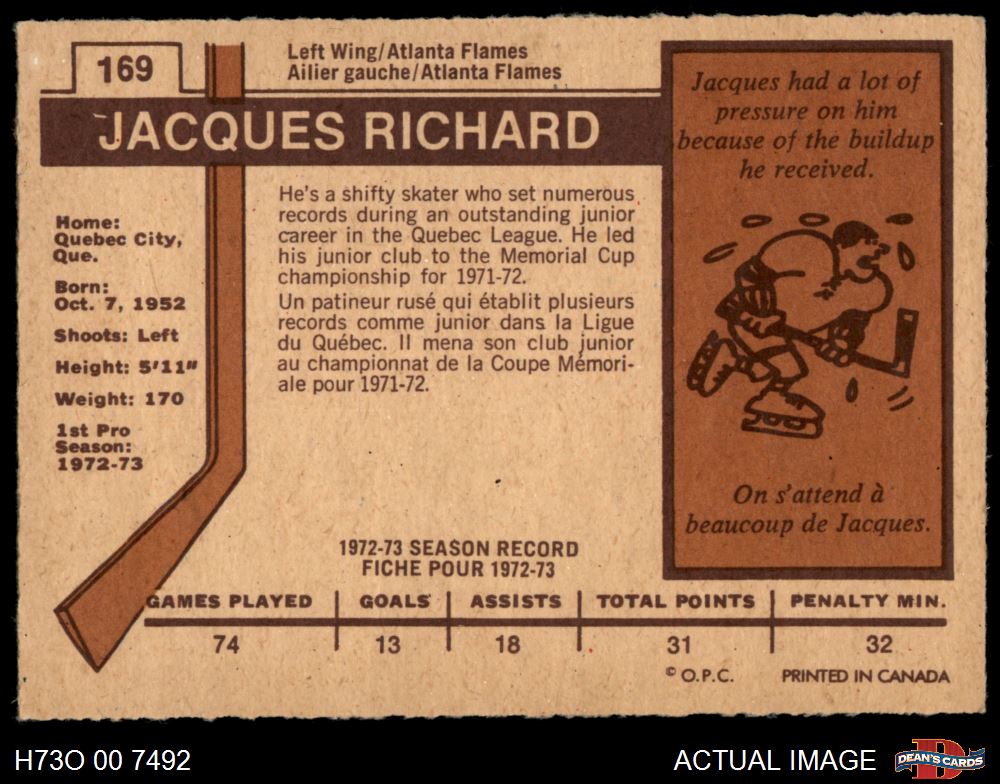 169
Left Wing/Atlanta Flames
Ailier gauche/Atlanta Flames
JACQUES RICHARD
Home:
Quebec City,
Que.
Born:
Oct. 7, 1952
Shoots: Left
Height: 5'11"
Weight: 170
1st Pro
Season:
1972-73
He's a shifty skater who set numerous
records during an outstanding junior
career in the Quebec League. He led
his junior club to the Memorial Cup
championship for 1971-72.
Un patineur rusé qui établit plusieurs
records comme junior dans la Ligue
du Québec. Il mena son club junior
au championnat de la Coupe Mémori-
ale pour 1971-72.
Jacques had a lot of
pressure on him
because of the buildup
he received.
On s'attend à
beaucoup de Jacques.
1972-73 SEASON RECORD
FICHE POUR 1972-73
GAMES PLAYED GOALS ASSISTS TOTAL POINTS PENALTY MIN.
74 13 18 31 32
© O.P.C. PRINTED IN CANADA
H73O 00 7492 ACTUAL IMAGE DEAN'S CARDS